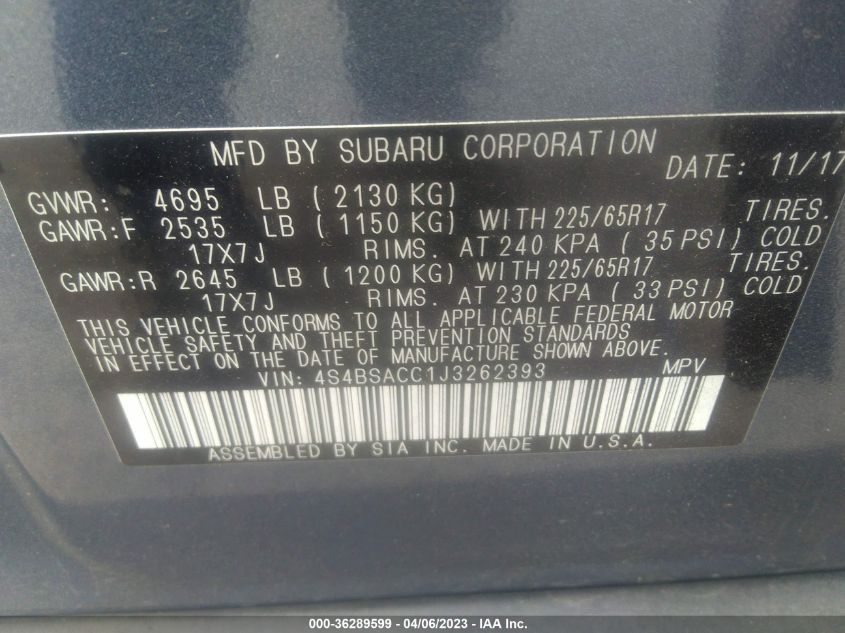 MFD BY SUBARU CORPORATION DATE: 11/17
GVWR: 4695 LB ( 2130 KG)
GAWR:F 2535 LB ( 1150 KG) WITH 225/65R17 TIRES.
17X7J RIMS. AT 240 KPA ( 35 PSI) COLD
GAWR:R 2645 LB ( 1200 KG) WITH 225/65R17 TIRES.
17X7J RIMS. AT 230 KPA ( 33 PSI) COLD
THIS VEHICLE CONFORMS TO ALL APPLICABLE FEDERAL MOTOR
VEHICLE SAFETY AND THEFT PREVENTION STANDARDS
IN EFFECT ON THE DATE OF MANUFACTURE SHOWN ABOVE.
VIN: 4S4BSACC1J3262393 MPV
ASSEMBLED BY SIA INC. MADE IN U.S.A.
000-36289599 - 04/06/2023 - IAA Inc.